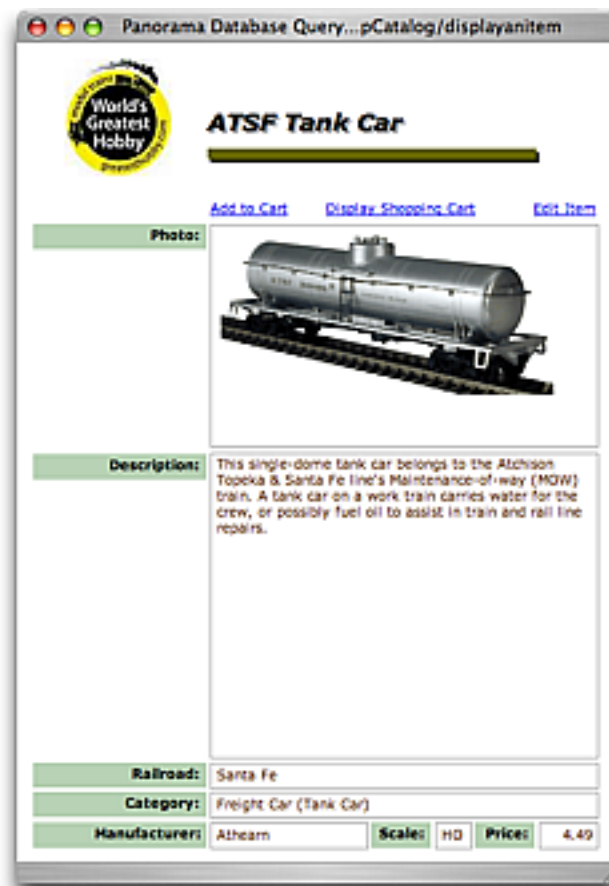 Panorama Database Query...pCatalog/displayanitem
model trains
World's
Greatest
Hobby
greatesthobby.com
ATSF Tank Car
Add to Cart Display Shopping Cart Edit Item
Photo:
Description: This single-dome tank car belongs to the Atchison
Topeka & Santa Fe line's Maintenance-of-way (MOW)
train. A tank car on a work train carries water for the
crew, or possibly fuel oil to assist in train and rail line
repairs.
Railroad: Santa Fe
Category: Freight Car (Tank Car)
Manufacturer: Athearn Scale: HO Price: 4.49